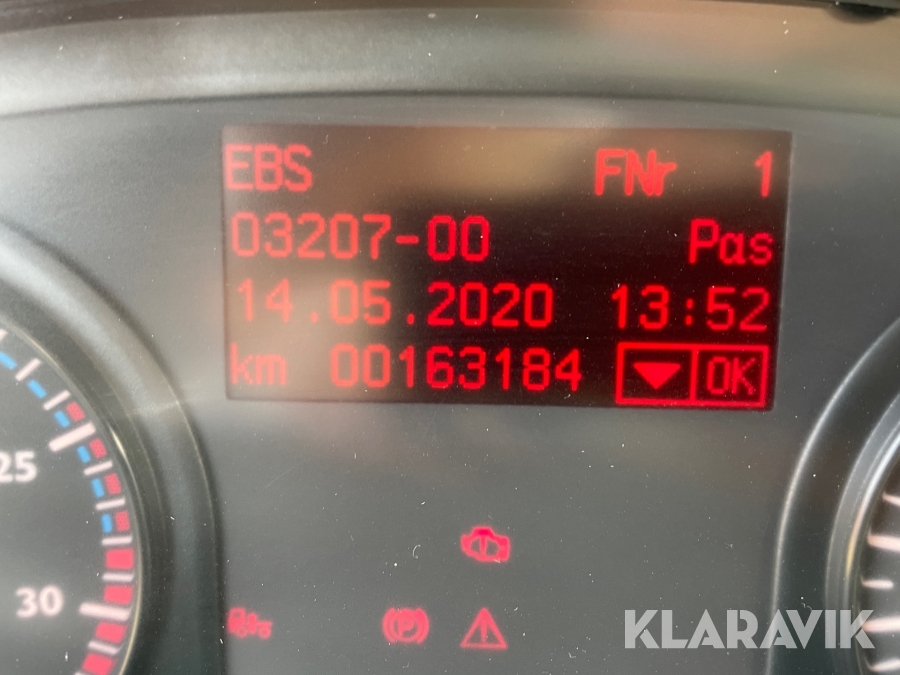 EBS FNr 1
03207-00 Pas
14.05.2020 13:52
km 00163184 OK
25
30
P
KLARAVIK